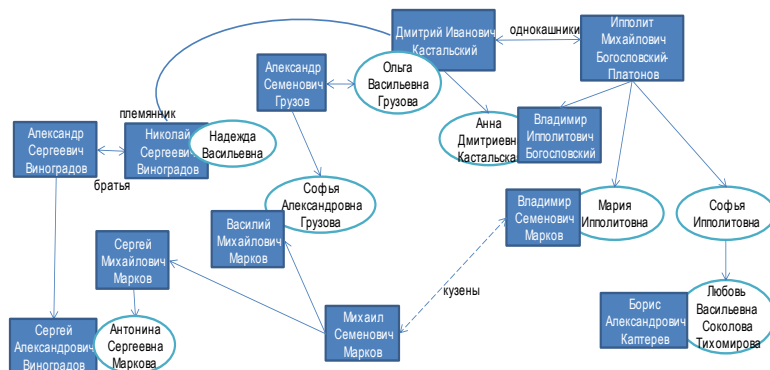 Дмитрий Иванович
Кастальский
однокашники
Ипполит
Михайлович
Богословский-
Платонов
Александр
Семенович
Грузов
Ольга
Васильевна
Грузова
племянник
Александр
Сергеевич
Виноградов
братья
Николай
Сергеевич
Виноградов
Надежда
Васильевна
Анна
Дмитриевн
Кастальска
Владимир
Ипполитович
Богословский
Софья
Александровна
Грузова
Василий
Михайлович
Марков
Владимир
Семенович
Марков
Мария
Ипполитовна
Софья
Ипполитовна
Сергей
Михайлович
Марков
кузены
Михаил
Семенович
Марков
Сергей
Александрович
Виноградов
Антонина
Сергеевна
Маркова
Борис
Александрович
Каптерев
Любовь
Васильевна
Соколова
Тихомирова